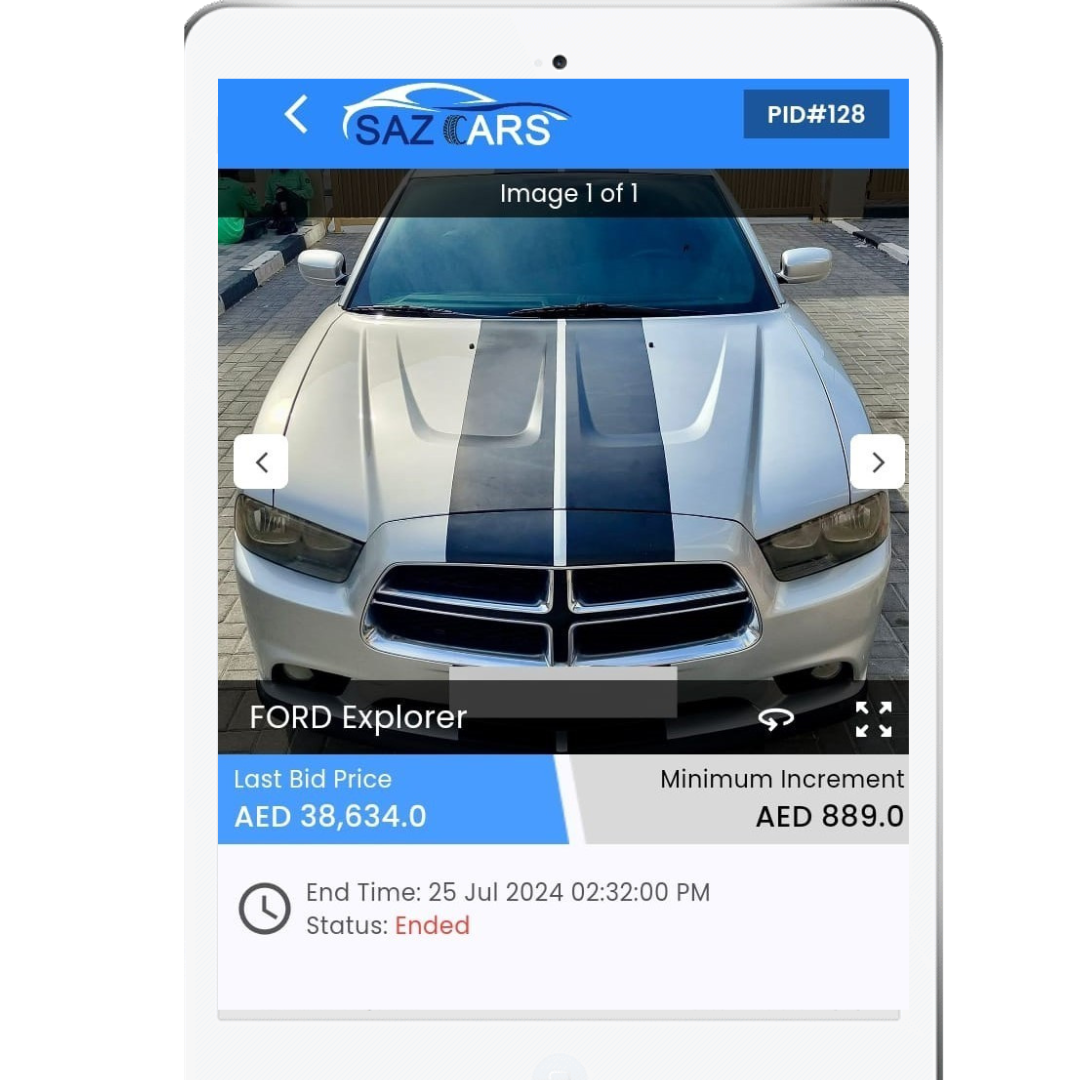 SAZ CARS
PID#128
Image 1 of 1
FORD Explorer
Last Bid Price
AED 38,634.0
Minimum Increment
AED 889.0
End Time: 25 Jul 2024 02:32:00 PM
Status: Ended